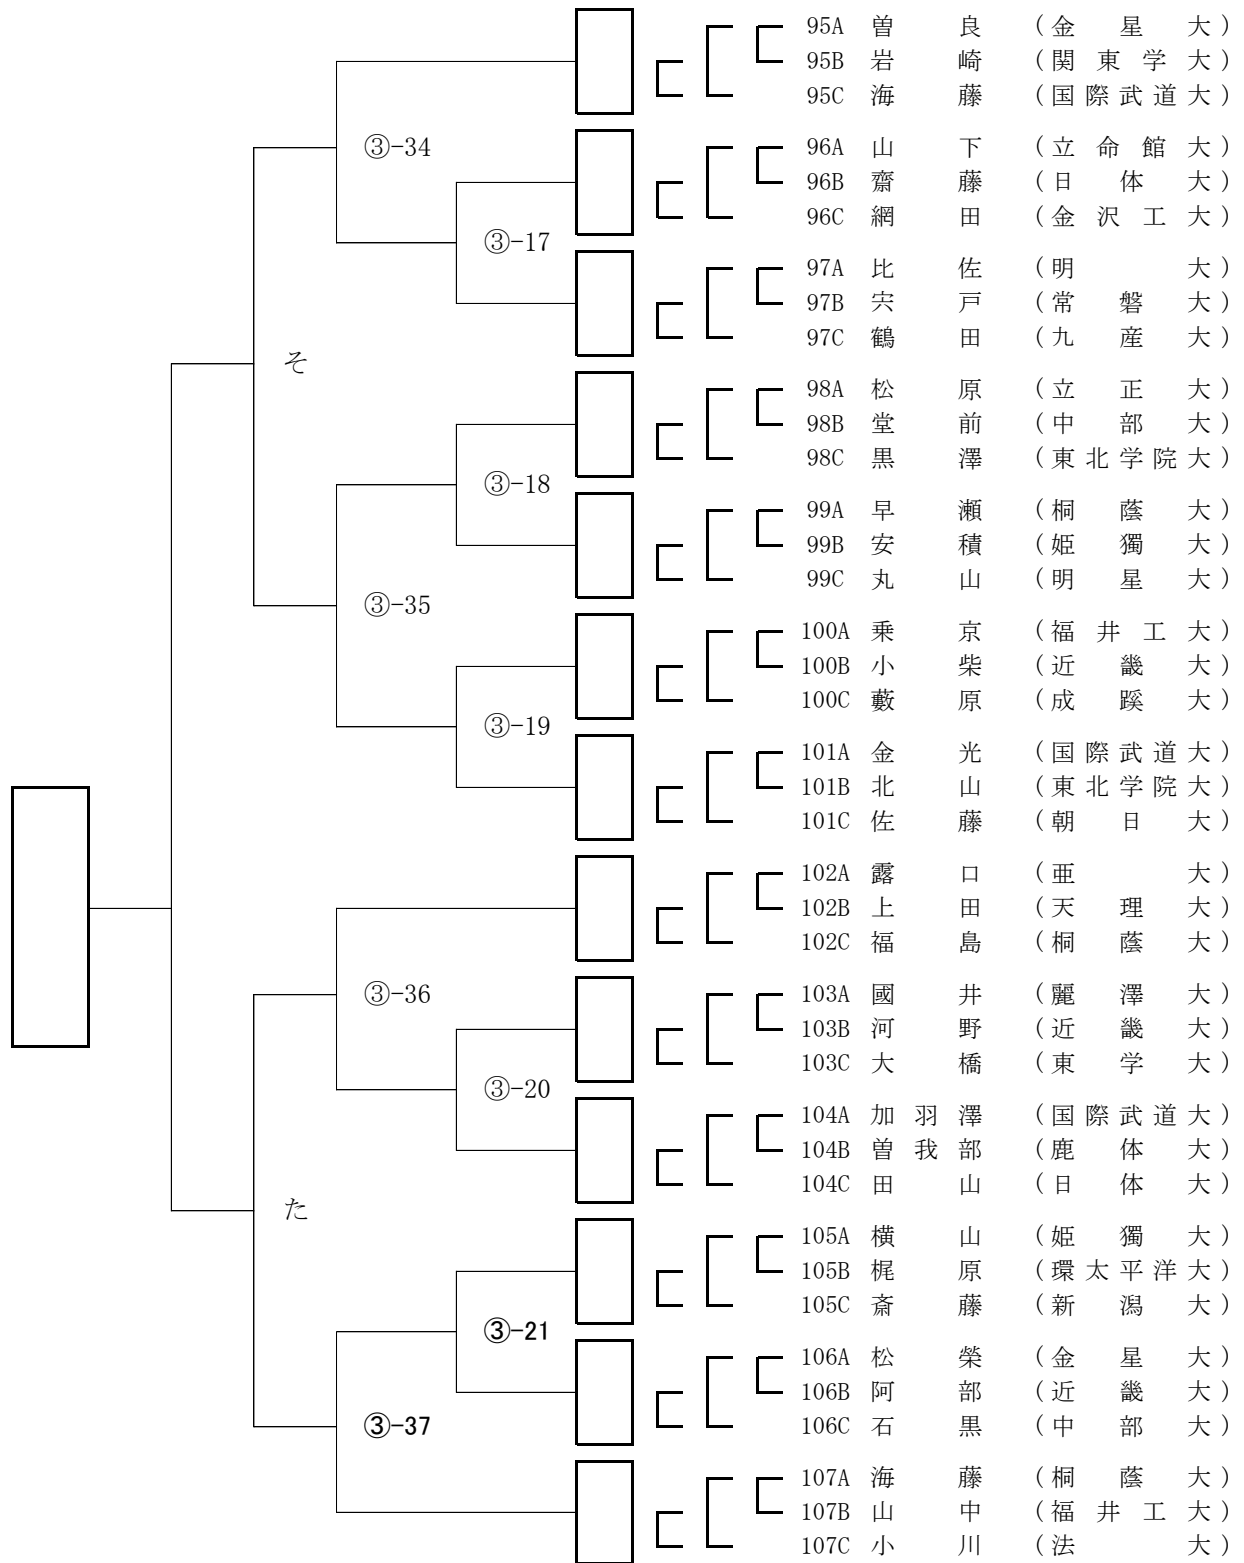 95A 曽良 (金星大)
95B 岩崎 (関東学大)
95C 海藤 (国際武道大)
③-34
96A 山下 (立命館大)
96B 齋藤 (日体大)
96C 網田 (金沢工大)
③-17
97A 比佐 (明大)
97B 宍戸 (常磐大)
97C 鶴田 (九産大)
そ
98A 松原 (立正大)
98B 堂前 (中部大)
98C 黒澤 (東北学院大)
③-18
99A 早瀬 (桐蔭大)
99B 安積 (姫獨大)
99C 丸山 (明星大)
③-35
100A 乗京 (福井工大)
100B 小柴 (近畿大)
100C 藪原 (成蹊大)
③-19
101A 金光 (国際武道大)
101B 北山 (東北学院大)
101C 佐藤 (朝日大)
102A 露口 (亜大)
102B 上田 (天理大)
102C 福島 (桐蔭大)
③-36
103A 國井 (麗澤大)
103B 河野 (近畿大)
103C 大橋 (東学大)
③-20
104A 加羽澤 (国際武道大)
104B 曽我部 (鹿体大)
104C 田山 (日体大)
た
105A 横山 (姫獨大)
105B 梶原 (環太平洋大)
105C 斎藤 (新潟大)
③-21
106A 松榮 (金星大)
106B 阿部 (近畿大)
106C 石黒 (中部大)
③-37
107A 海藤 (桐蔭大)
107B 山中 (福井工大)
107C 小川 (法大)